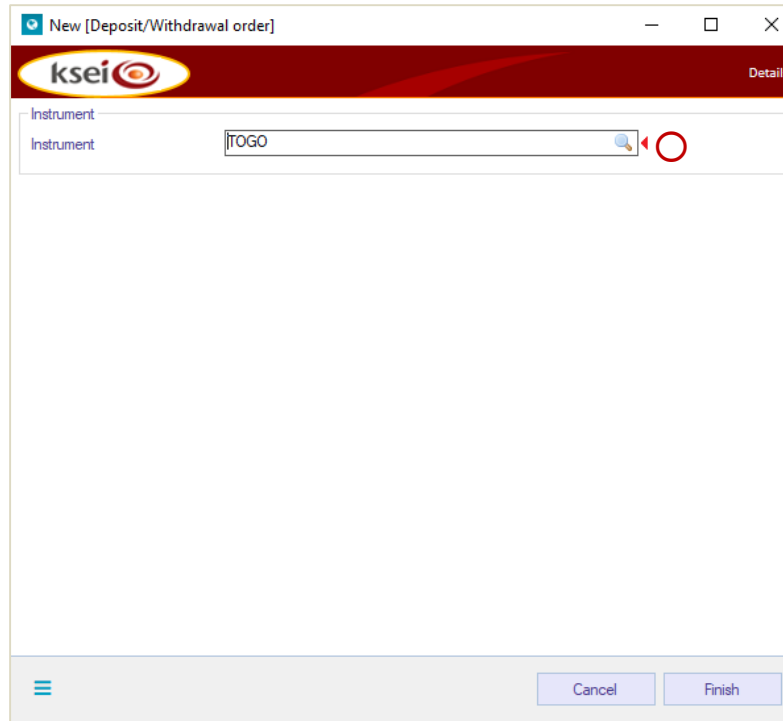 New [Deposit/Withdrawal order]
ksei
Detail
Instrument
Instrument
TOGO
Cancel
Finish